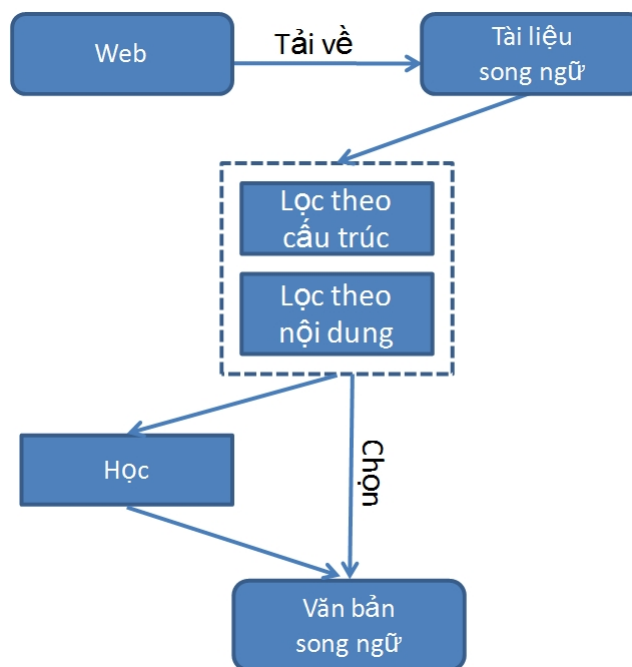 Web
Tải về
Tài liệu
song ngữ
Lọc theo
cấu trúc
Lọc theo
nội dung
Học
Chọn
Văn bản
song ngữ